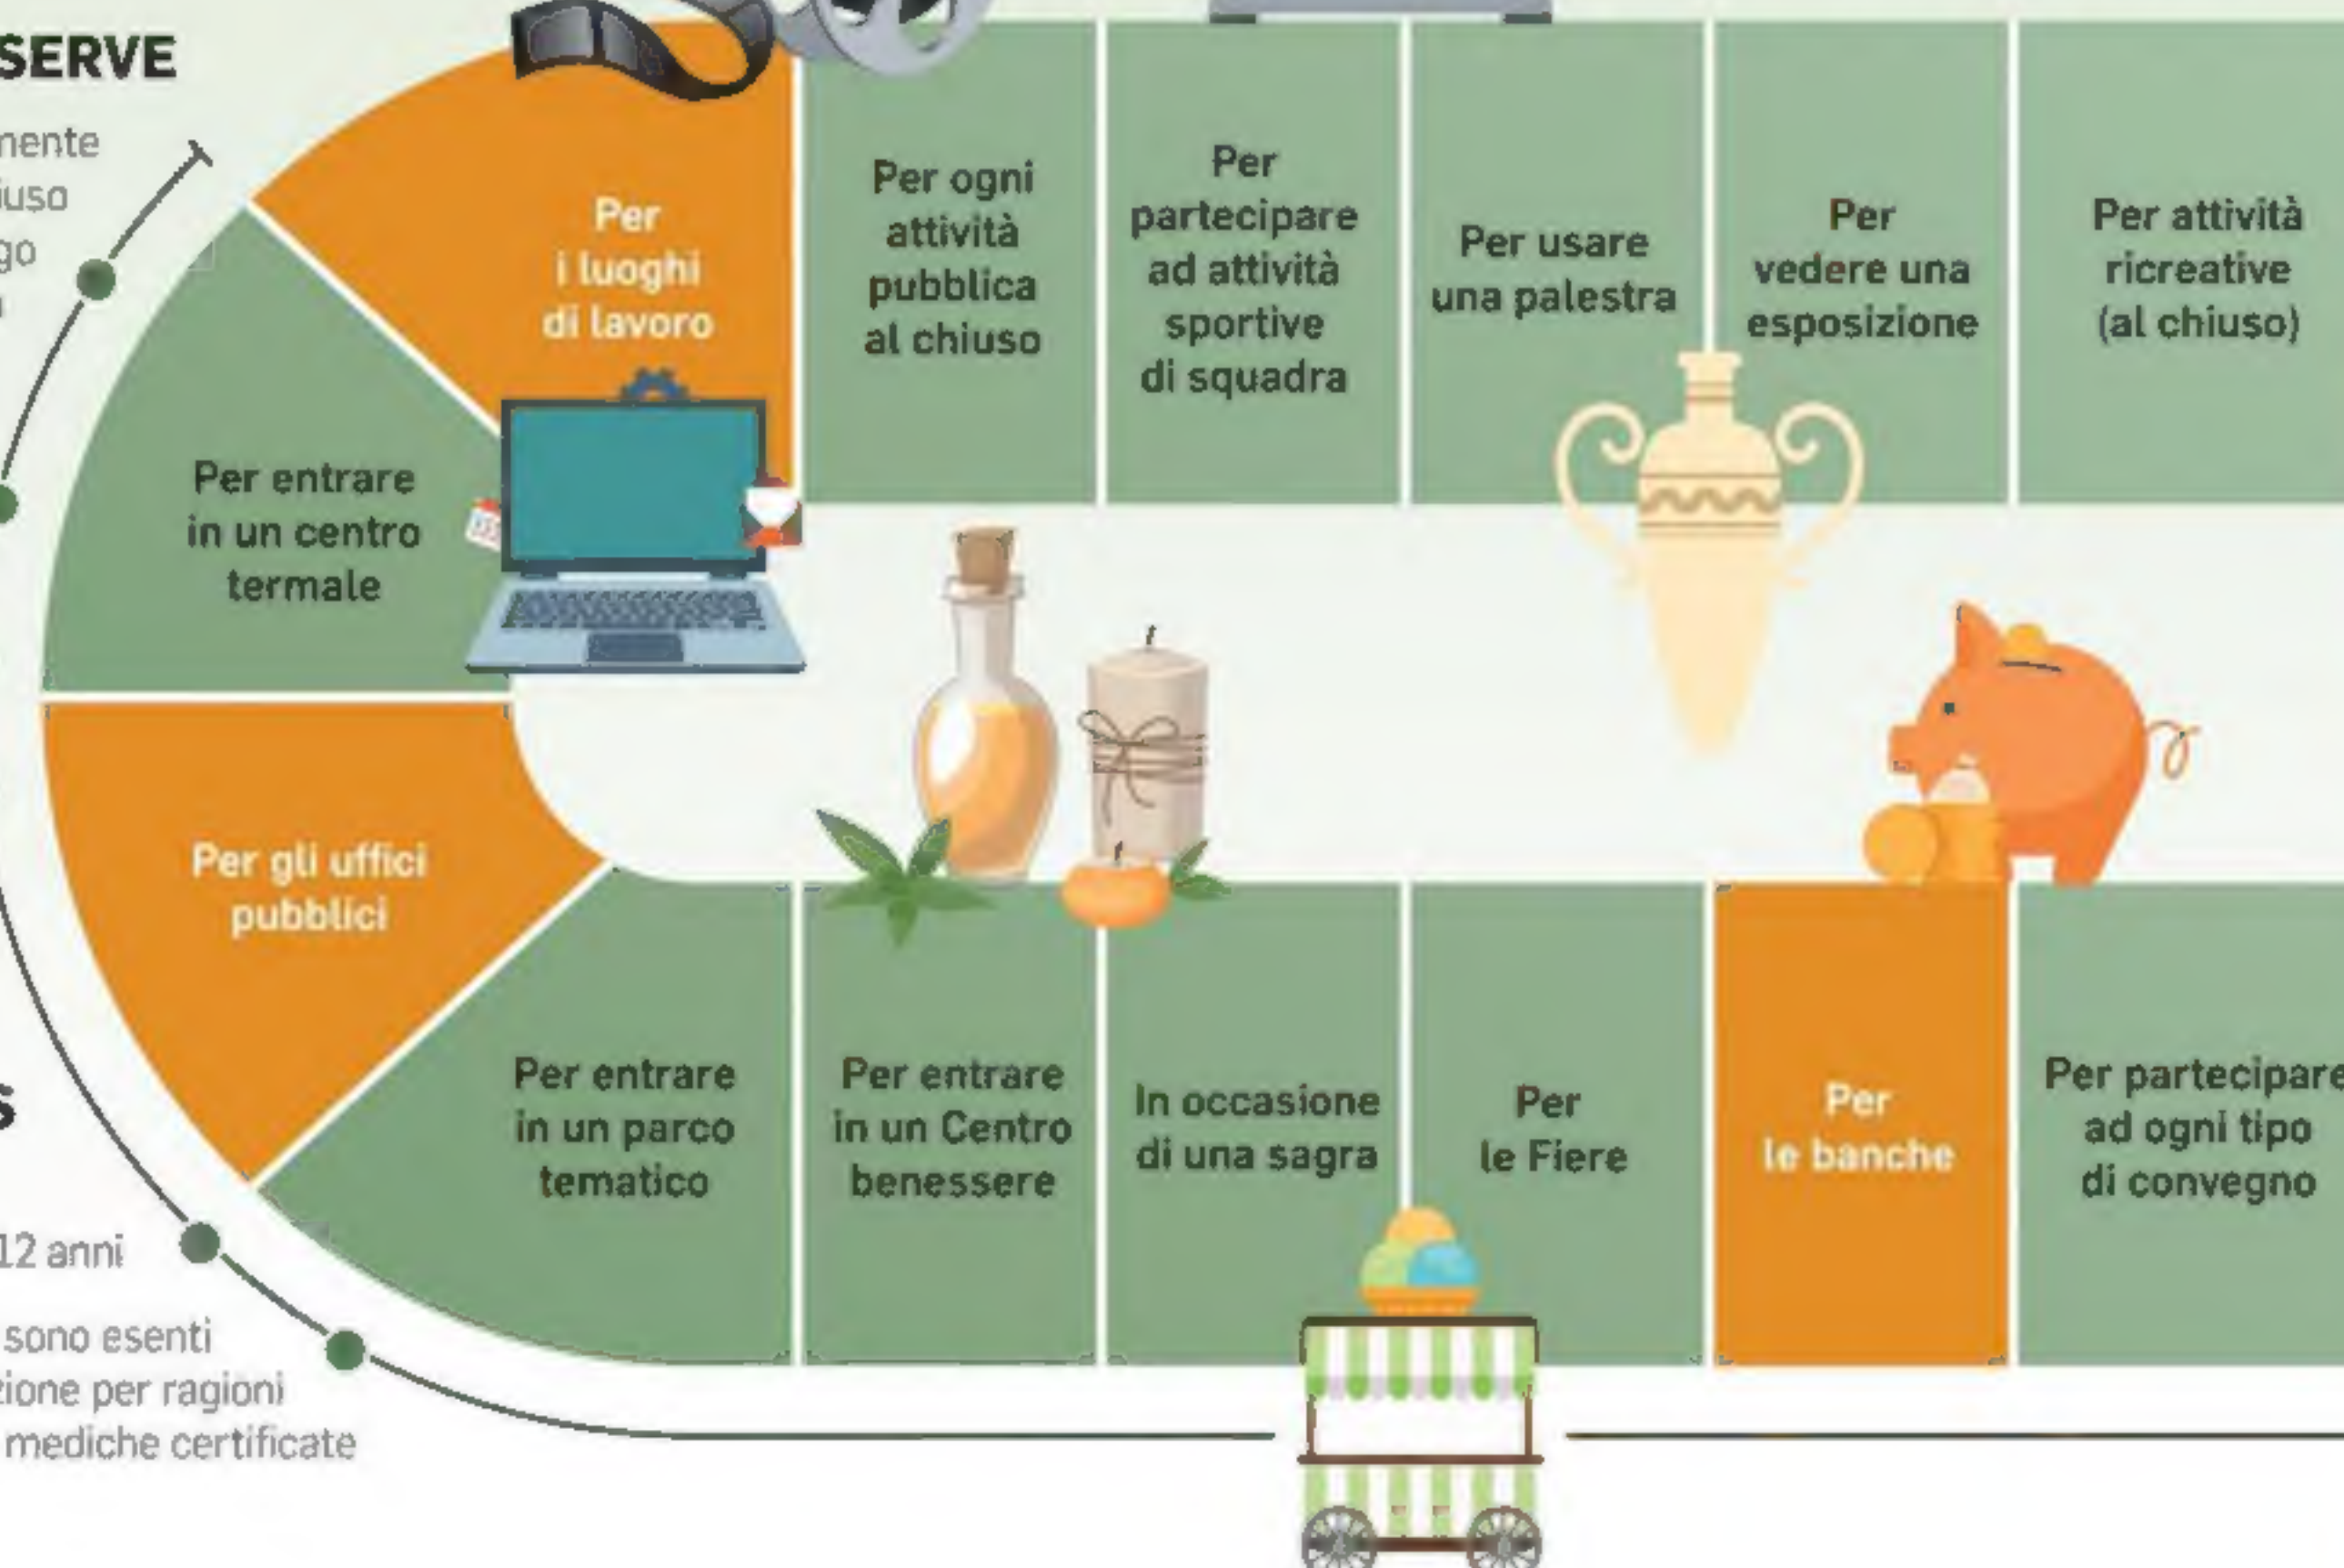 SERVE
go
Per
i luoghi
di lavoro
Per ogni
attività
pubblica
al chiuso
Per
partecipare
ad attività
sportive
di squadra
Per usare
una palestra
Per
vedere una
esposizione
Per attività
ricreative
(al chiuso)
Per entrare
in un centro
termale
Per gli uffici
pubblici
Per entrare
in un parco
tematico
Per entrare
in un Centro
benessere
In occasione
di una sagra
Per
le Fiere
Per
le banche
Per partecipare
ad ogni tipo
di convegno
S
12 anni
sono esenti
zione per ragioni
mediche certificate